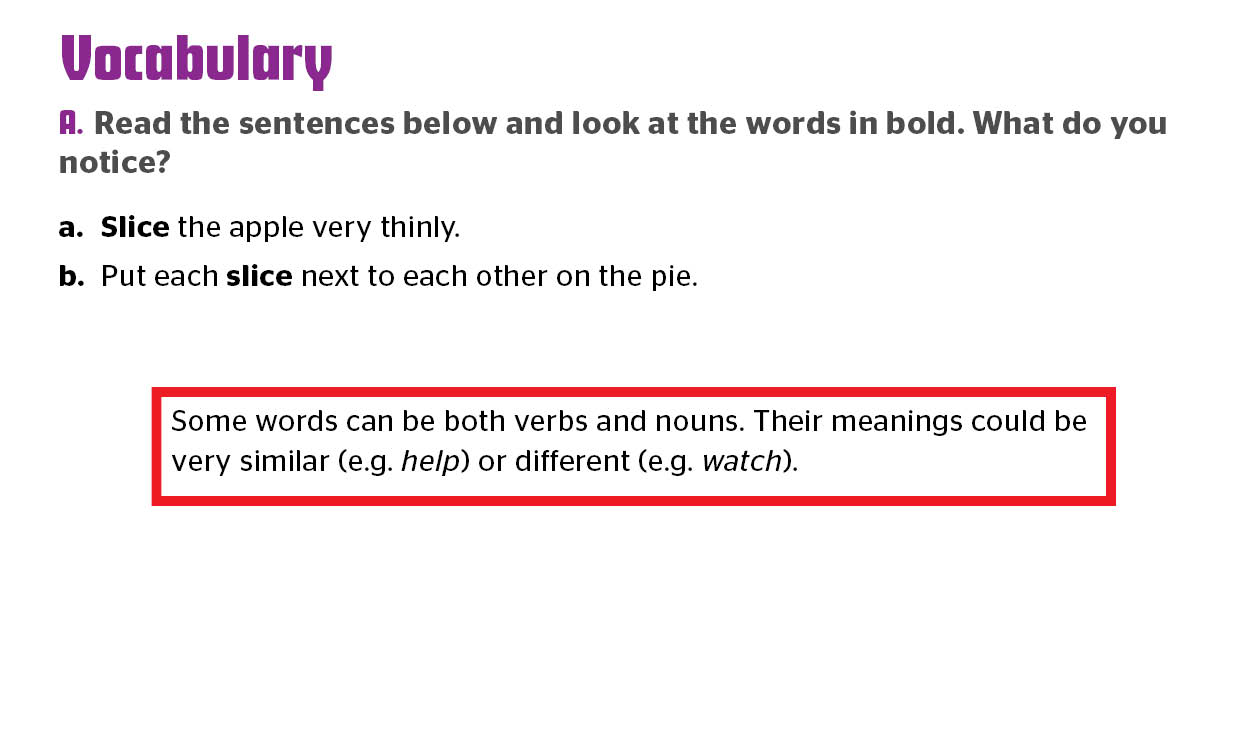 Vocabulary
A. Read the sentences below and look at the words in bold. What do you
notice?
a. Slice the apple very thinly.
b. Put each slice next to each other on the pie.
Some words can be both verbs and nouns. Their meanings could be
very similar (e.g. help) or different (e.g. watch).